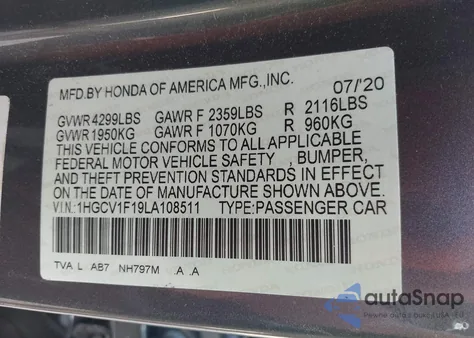 MFD.BY HONDA OF AMERICA MFG.,INC. 07/20
GVWR 4299LBS GAWR F 2359LBS R 2116LBS
GVWR 1950KG GAWR F 1070KG R 960KG
THIS VEHICLE CONFORMS TO ALL APPLICABLE
FEDERAL MOTOR VEHICLE SAFETY , BUMPER,
AND THEFT PREVENTION STANDARDS IN EFFECT
ON THE DATE OF MANUFACTURE SHOWN ABOVE.
V.I.N.:1HGCV1F19LA108511 TYPE:PASSENGER CAR
TVA L AB7 NH797M .A .A
autoSnap